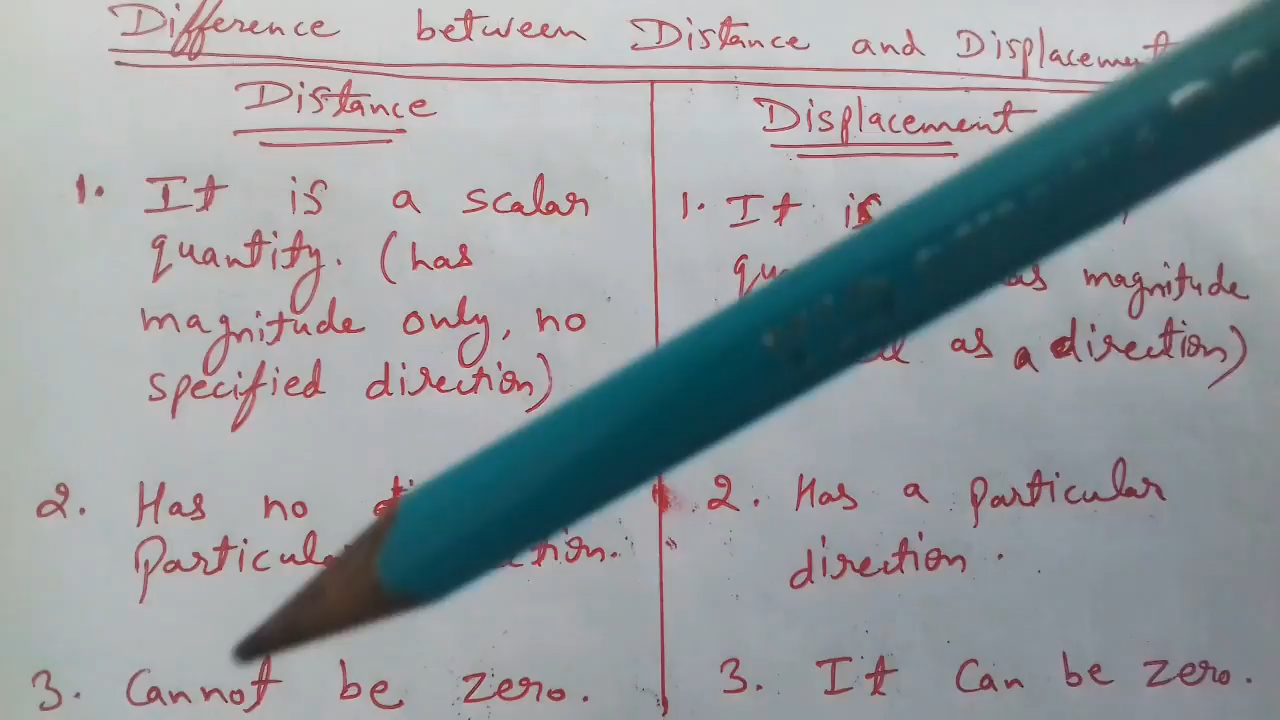 Difference between Distance and Displacement
Distance
1. It is a scalar
quantity. (has
magnitude only, no
specified direction)
2. Has no
particular
3. Cannot be zero.
Displacement
1. It is
magnitude
as a direction)
2. Has a particular
direction.
3. It can be zero.